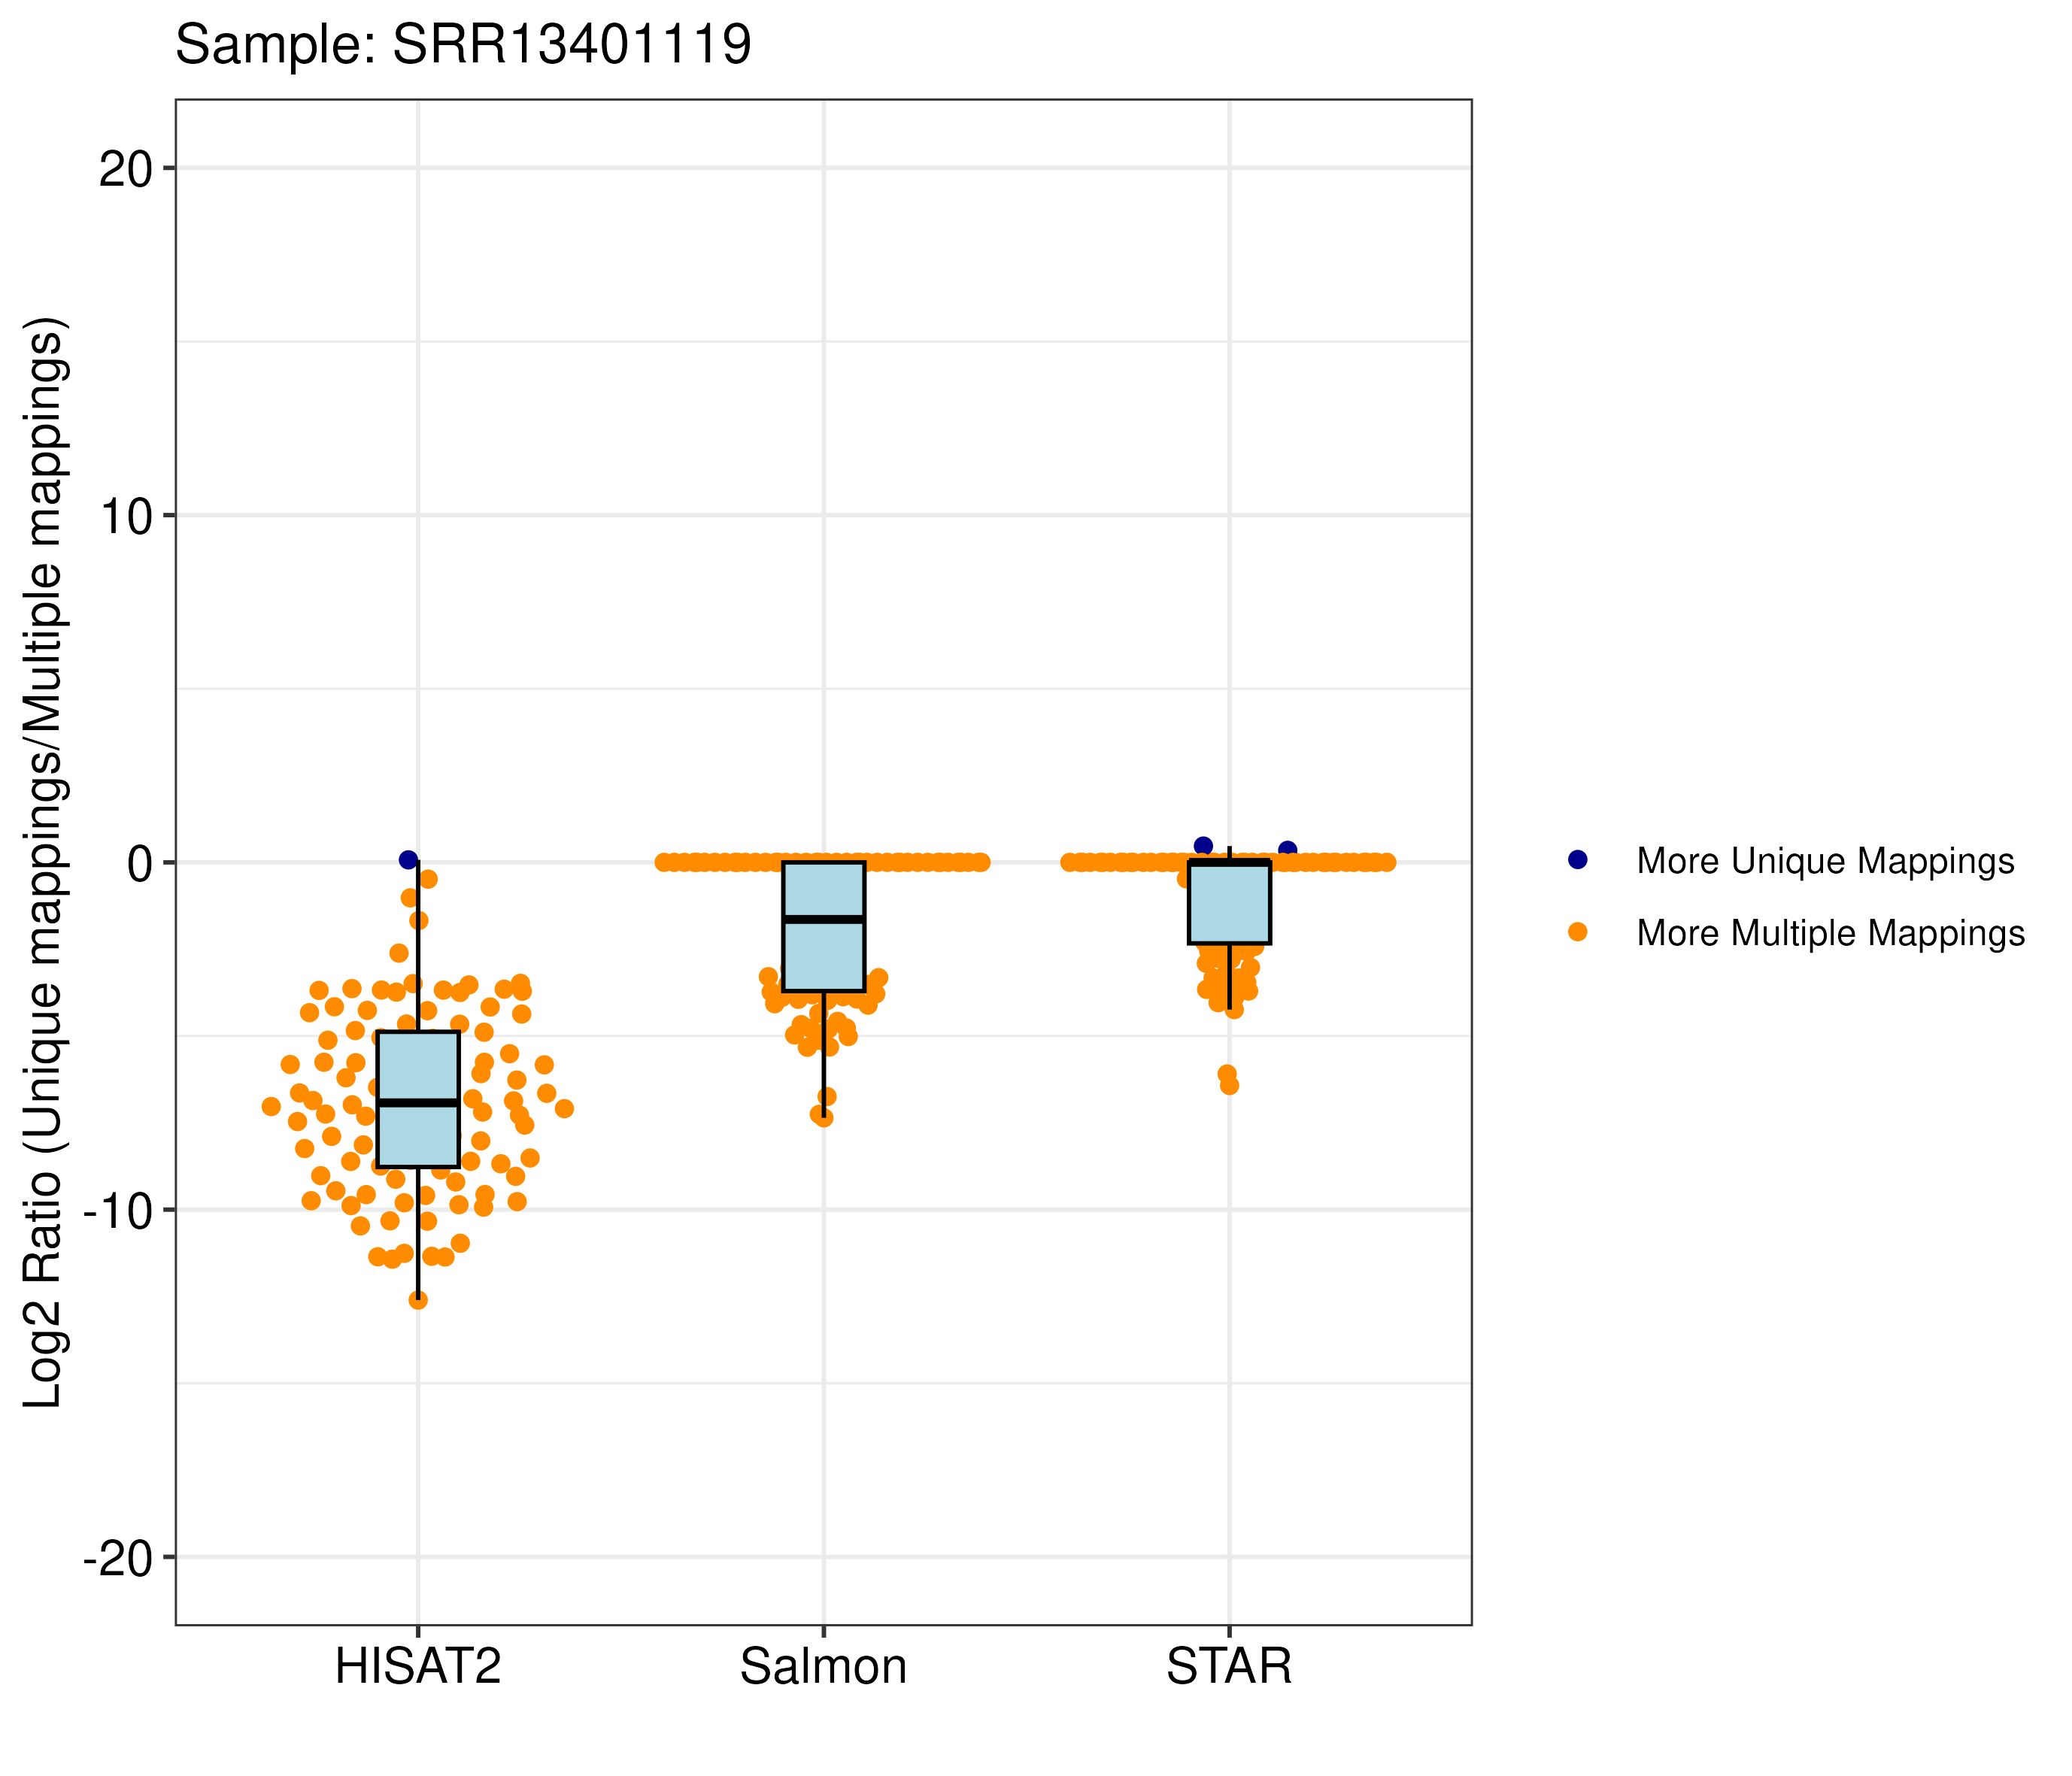 Sample: SRR13401119
Log2 Ratio (Unique mappings/Multiple mappings)
20
10
0
-10
-20
HISAT2
Salmon
STAR
More Unique Mappings
More Multiple Mappings